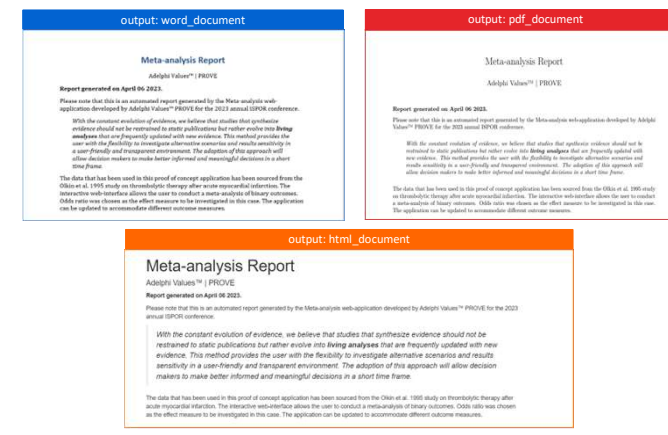 output: word_document
Meta-analysis Report
Adelphi Values™ | PROVE
Report generated on April 06 2023.
Please note that this is an automated report generated by the Meta analysis web-
application developed by Adelphi Values™ PROVE for the 2023 annual ISPOR conference.
With the constant evolution of evidence, we believe that studies that synthesize
evidence should not be restrained to static publications but rather evolve into living
analyses that are frequently updated with new evidence. This method provides the
user with the flexibility to investigate alternative scenarios and results sensitivity in
a user-friendly and transparent environment. The adoption of this approach will
allow decision makers to make better informed and meaningful decisions in a short
time frame.
The data that has been used in this proof of concept application has been sourced from the
Olkin et al. 1995 study on thrombolytic therapy after acute myocardial infarction. The
interactive web-interface allows the user to conduct a meta-analysis of binary outcomes.
Odds ratio was chosen as the effect measure to be investigated in this case. The application
can be updated to accommodate different outcome measures.
output: pdf_document
Meta-analysis Report
Adelphi Values™ | PROVE
Report generated on April 06 2023.
Please note that this is an automated report generated by the Meta-analysis web-application developed by Adelphi
Values™ PROVE for the 2023 annual ISPOR conference.
With the constant evolution of evidence, we believe that studies that synthesize evidence should not be
restrained to static publications but rather evolve into living analyses that are frequently updated with
new evidence. This method provides the user with the flexibility to investigate alternative scenarios and
results sensitivity in a user-friendly and transparent environment. The adoption of this approach will
allow decision makers to make better informed and meaningful decisions in a short time frame.
The data that has been used in this proof of concept application has been sourced from the Olkin et al. 1995 study
on thrombolytic therapy after acute myocardial infarction. The interactive web-interface allows the user to conduct
a meta-analysis of binary outcomes. Odds ratio was chosen as the effect measure to be investigated in this case.
The application can be updated to accommodate different outcome measures.
output: html_document
Meta-analysis Report
Adelphi Values™ | PROVE
Report generated on April 06 2023.
Please note that this is an automated report generated by the Meta-analysis web-application developed by Adelphi Values™ PROVE for the 2023
annual ISPOR conference.
With the constant evolution of evidence, we believe that studies that synthesize evidence should not be
restrained to static publications but rather evolve into living analyses that are frequently updated with new
evidence. This method provides the user with the flexibility to investigate alternative scenarios and results
sensitivity in a user-friendly and transparent environment. The adoption of this approach will allow decision
makers to make better informed and meaningful decisions in a short time frame.
The data that has been used in this proof of concept application has been sourced from the Olkin et al. 1995 study on thrombolytic therapy after
acute myocardial infarction. The interactive web-interface allows the user to conduct a meta-analysis of binary outcomes. Odds ratio was chosen
as the effect measure to be investigated in this case. The application can be updated to accommodate different outcome measures.